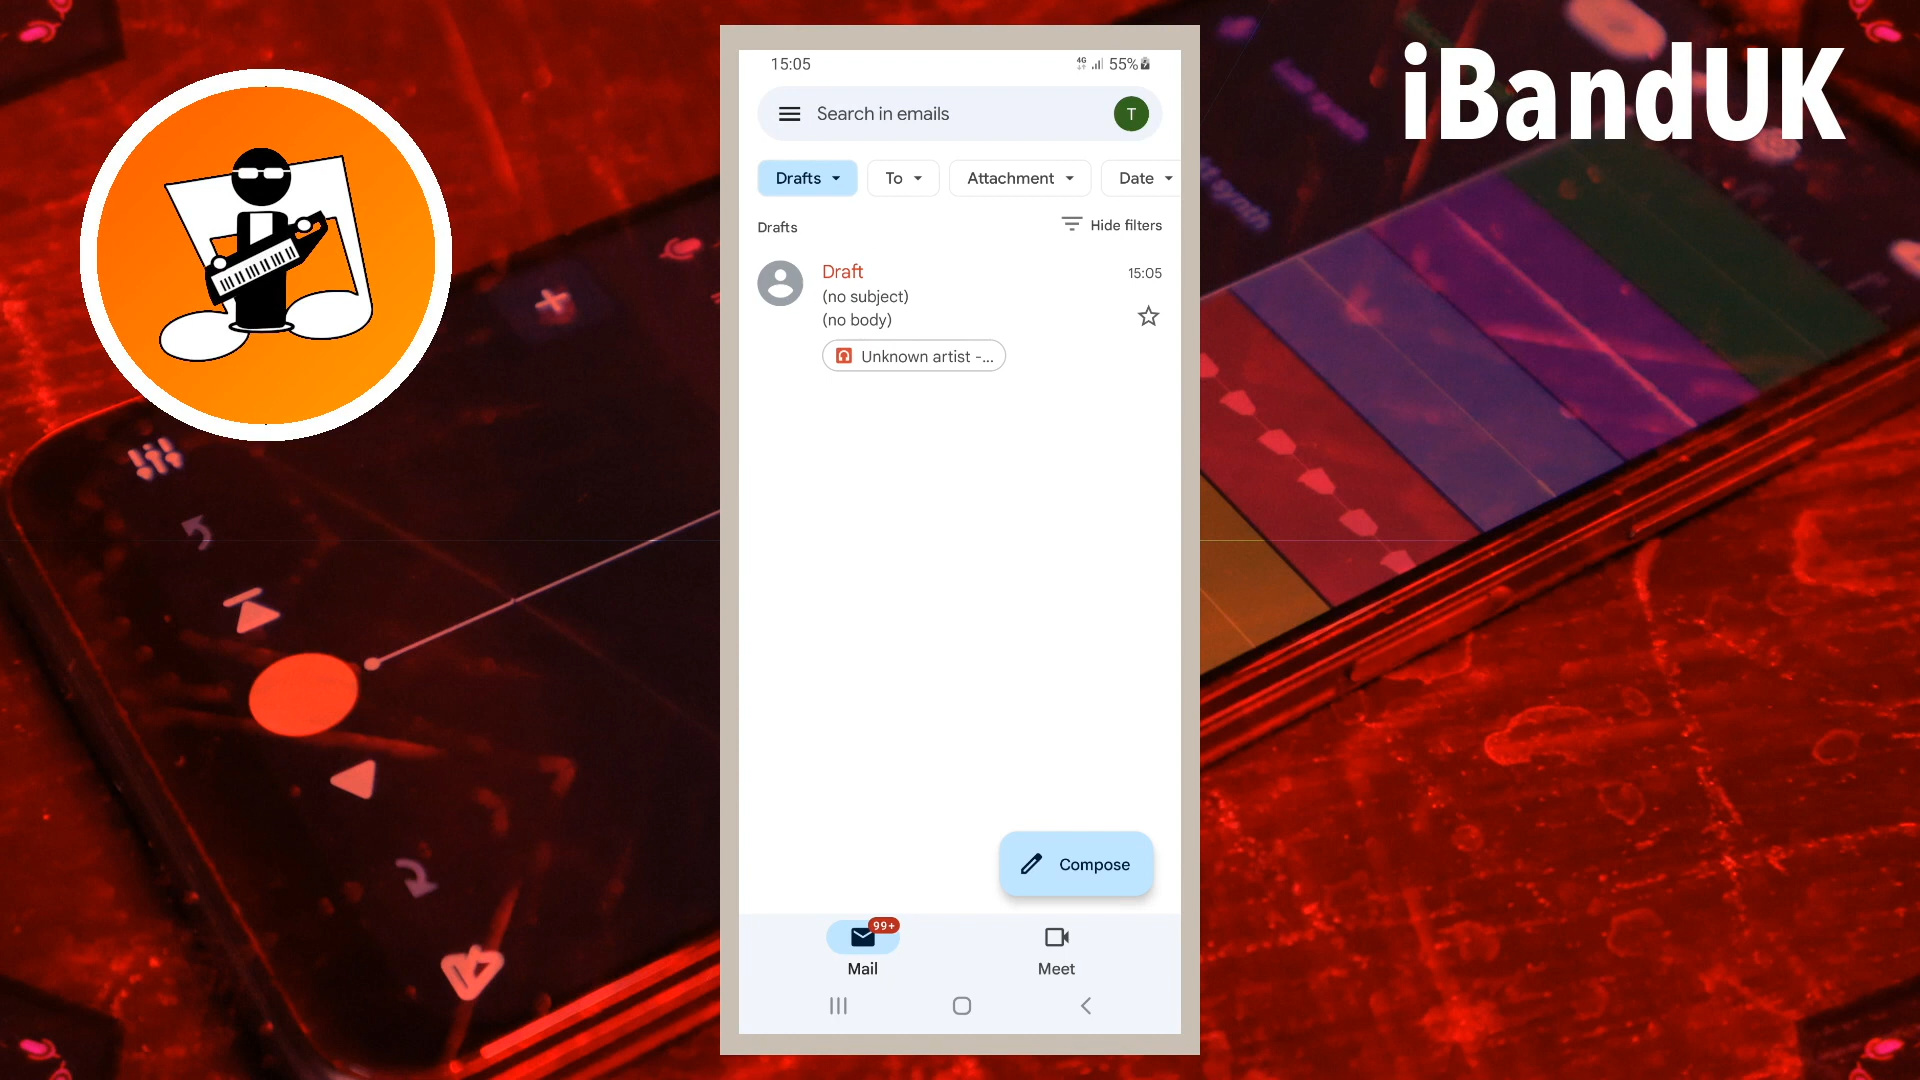 iBandUK
15:05
4G 55%
Search in emails
T
Drafts To Attachment Date
Drafts
Hide filters
Draft
15:05
(no subject)
(no body)
Unknown artist -...
Compose
99+
Mail
Meet